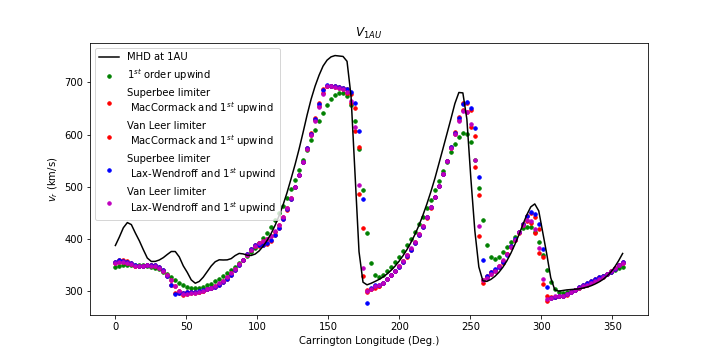 V1AU
MHD at 1AU
1st order upwind
Superbee limiter
MacCormack and 1st upwind
Van Leer limiter
MacCormack and 1st upwind
Superbee limiter
Lax-Wendroff and 1st upwind
Van Leer limiter
Lax-Wendroff and 1st upwind
700
600
500
400
300
vr (km/s)
0 50 100 150 200 250 300 350
Carrington Longitude (Deg.)